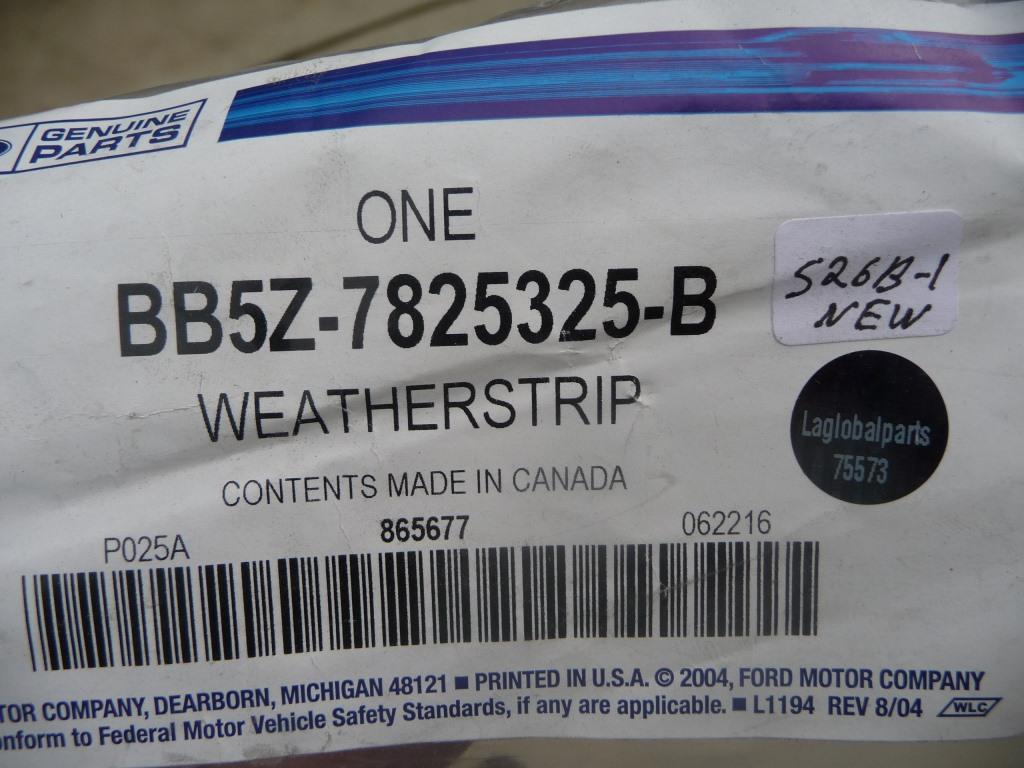 GENUINE
PARTS
ONE
BB5Z-7825325-B
S26B-1
NEW
WEATHERSTRIP
Laglobalparts
75573
CONTENTS MADE IN CANADA
P025A 865677 062216
TOR COMPANY, DEARBORN, MICHIGAN 48121 ■ PRINTED IN U.S.A. © 2004, FORD MOTOR COMPANY
onform to Federal Motor Vehicle Safety Standards, if any are applicable. ■ L1194 REV 8/04 WLC